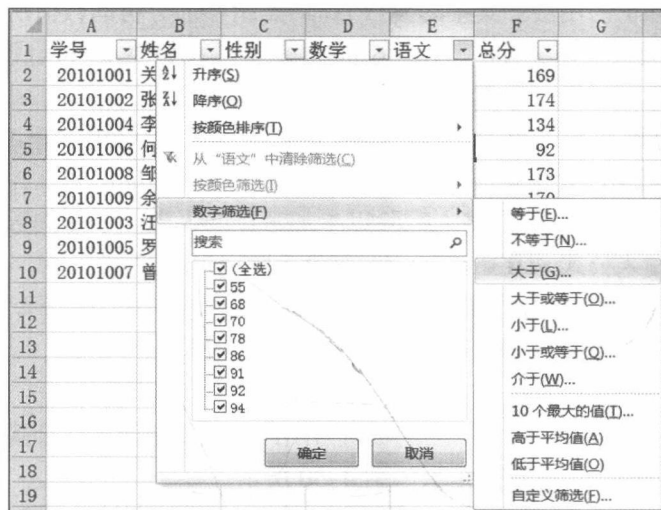 A B C D E F G
1 学号 姓名 性别 数学 语文 总分
2 20101001 关 169
3 20101002 张 174
4 20101004 李 134
5 20101006 何 92
6 20101008 邹 173
7 20101009 余 170
8 20101003 汪
9 20101005 罗
10 20101007 曾
11
12
13
14
15
16
17
18
19
升序(S)
降序(O)
按颜色排序(T)
从“语文”中清除筛选(C)
按颜色筛选(I)
数字筛选(F)
搜索
(全选)
55
68
70
78
86
91
92
94
确定 取消
等于(E)...
不等于(N)...
大于(G)...
大于或等于(O)...
小于(L)...
小于或等于(Q)...
介于(W)...
10 个最大的值(T)...
高于平均值(A)
低于平均值(O)
自定义筛选(F)...